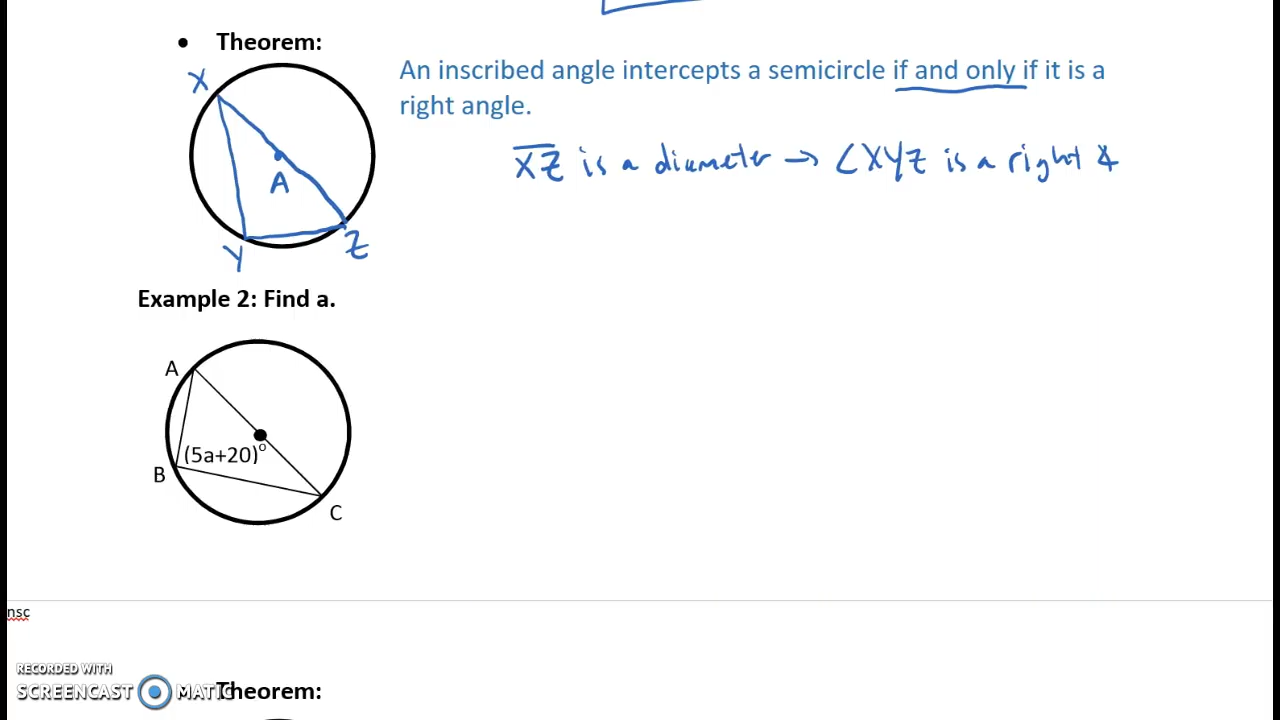 • Theorem:
X
An inscribed angle intercepts a semicircle if and only if it is a
right angle.
XZ is a diameter → ∠XYZ is a right ∡
A
Y
Z
Example 2: Find a.
A
(5a+20)°
B
C
nsc
RECORDED WITH
SCREENCAST MATIC
Theorem: